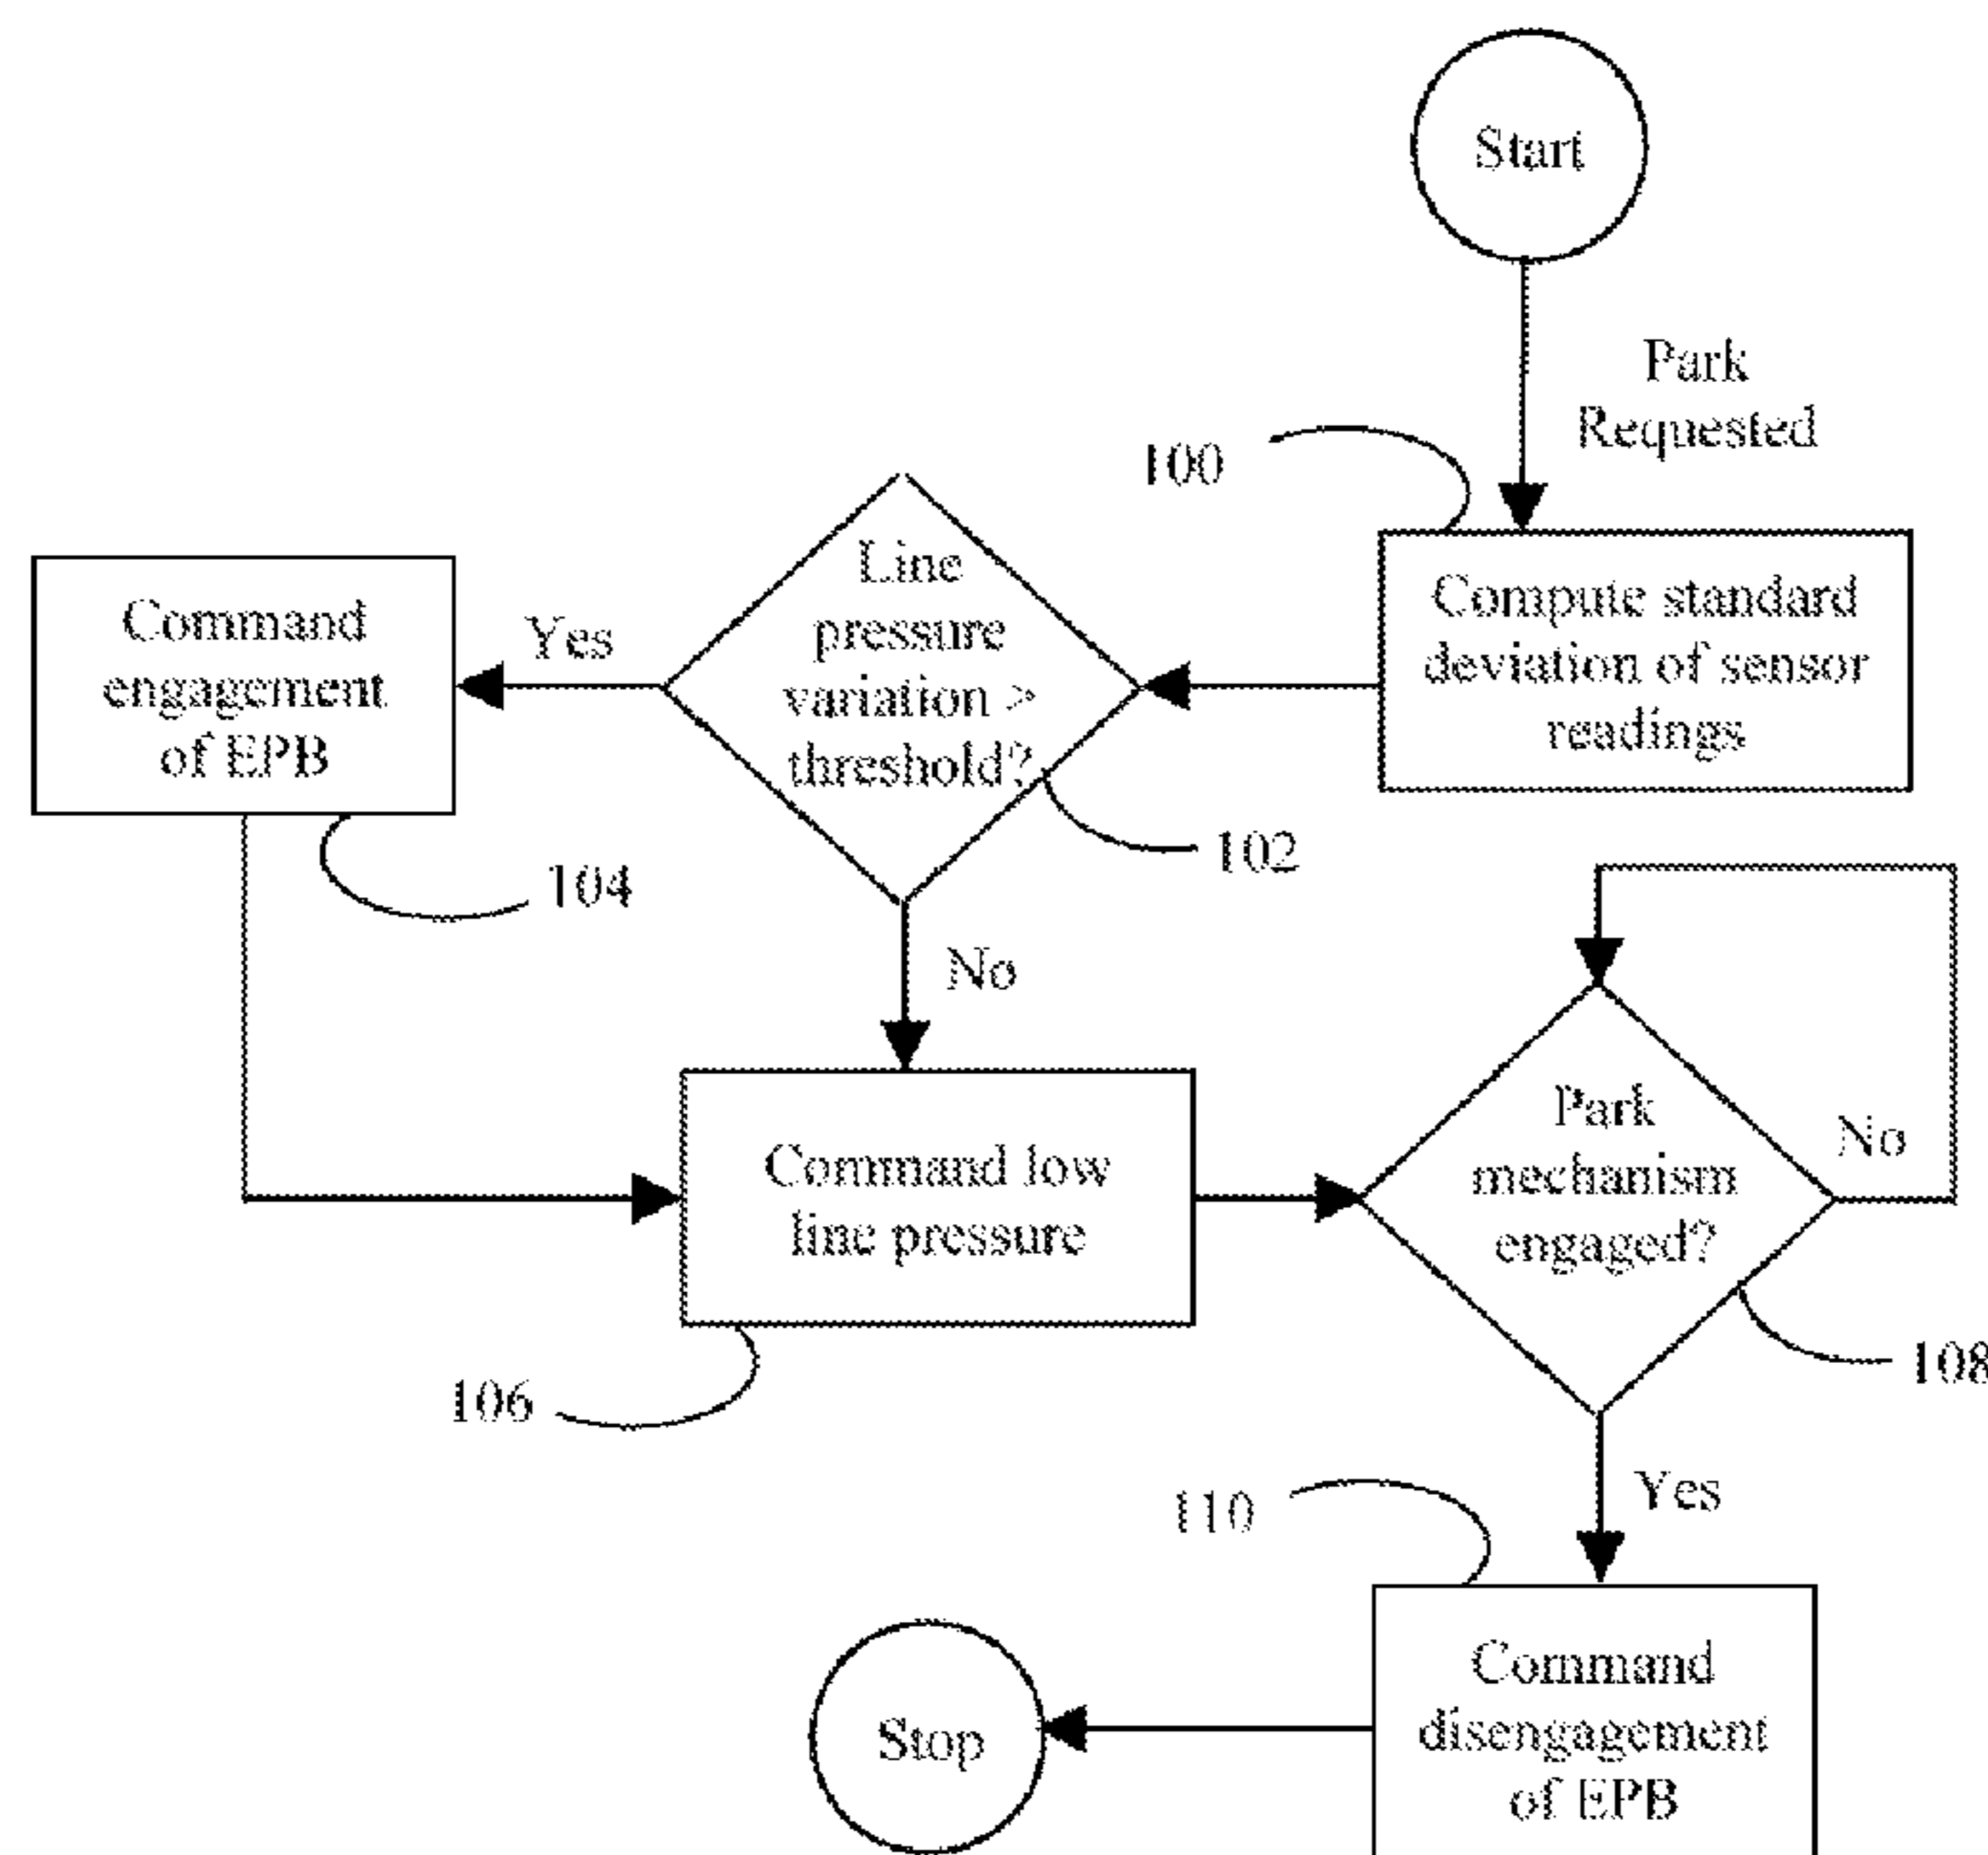 Start
Park
Requested
100
Compute standard
deviation of sensor
readings
Line
pressure
variation >
threshold?
102
Yes
Command
engagement
of EPB
104
No
Command low
line pressure
106
Park
mechanism
engaged?
No
108
Yes
110
Command
disengagement
of EPB
Stop